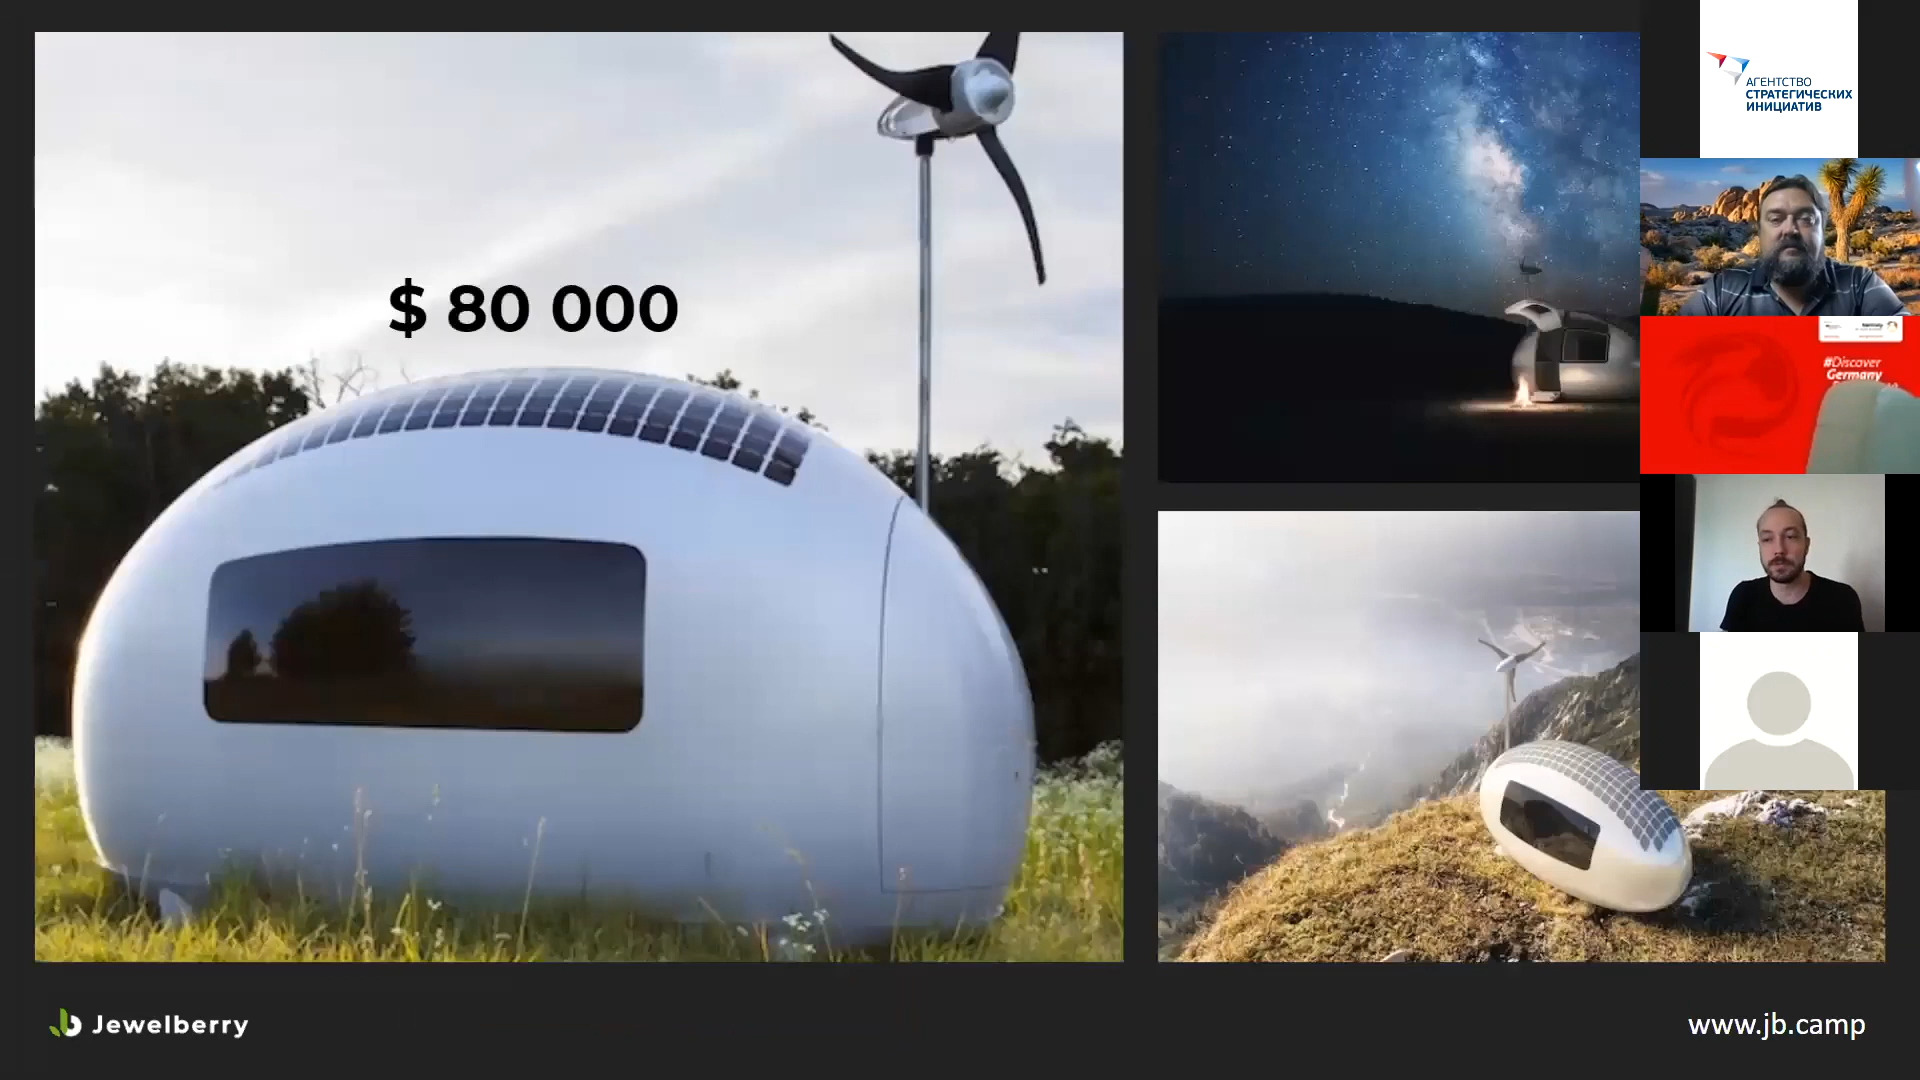 $ 80 000
АГЕНТСТВО
СТРАТЕГИЧЕСКИХ
ИНИЦИАТИВ
#Discover
Germany
Jewelberry
www.jb.camp